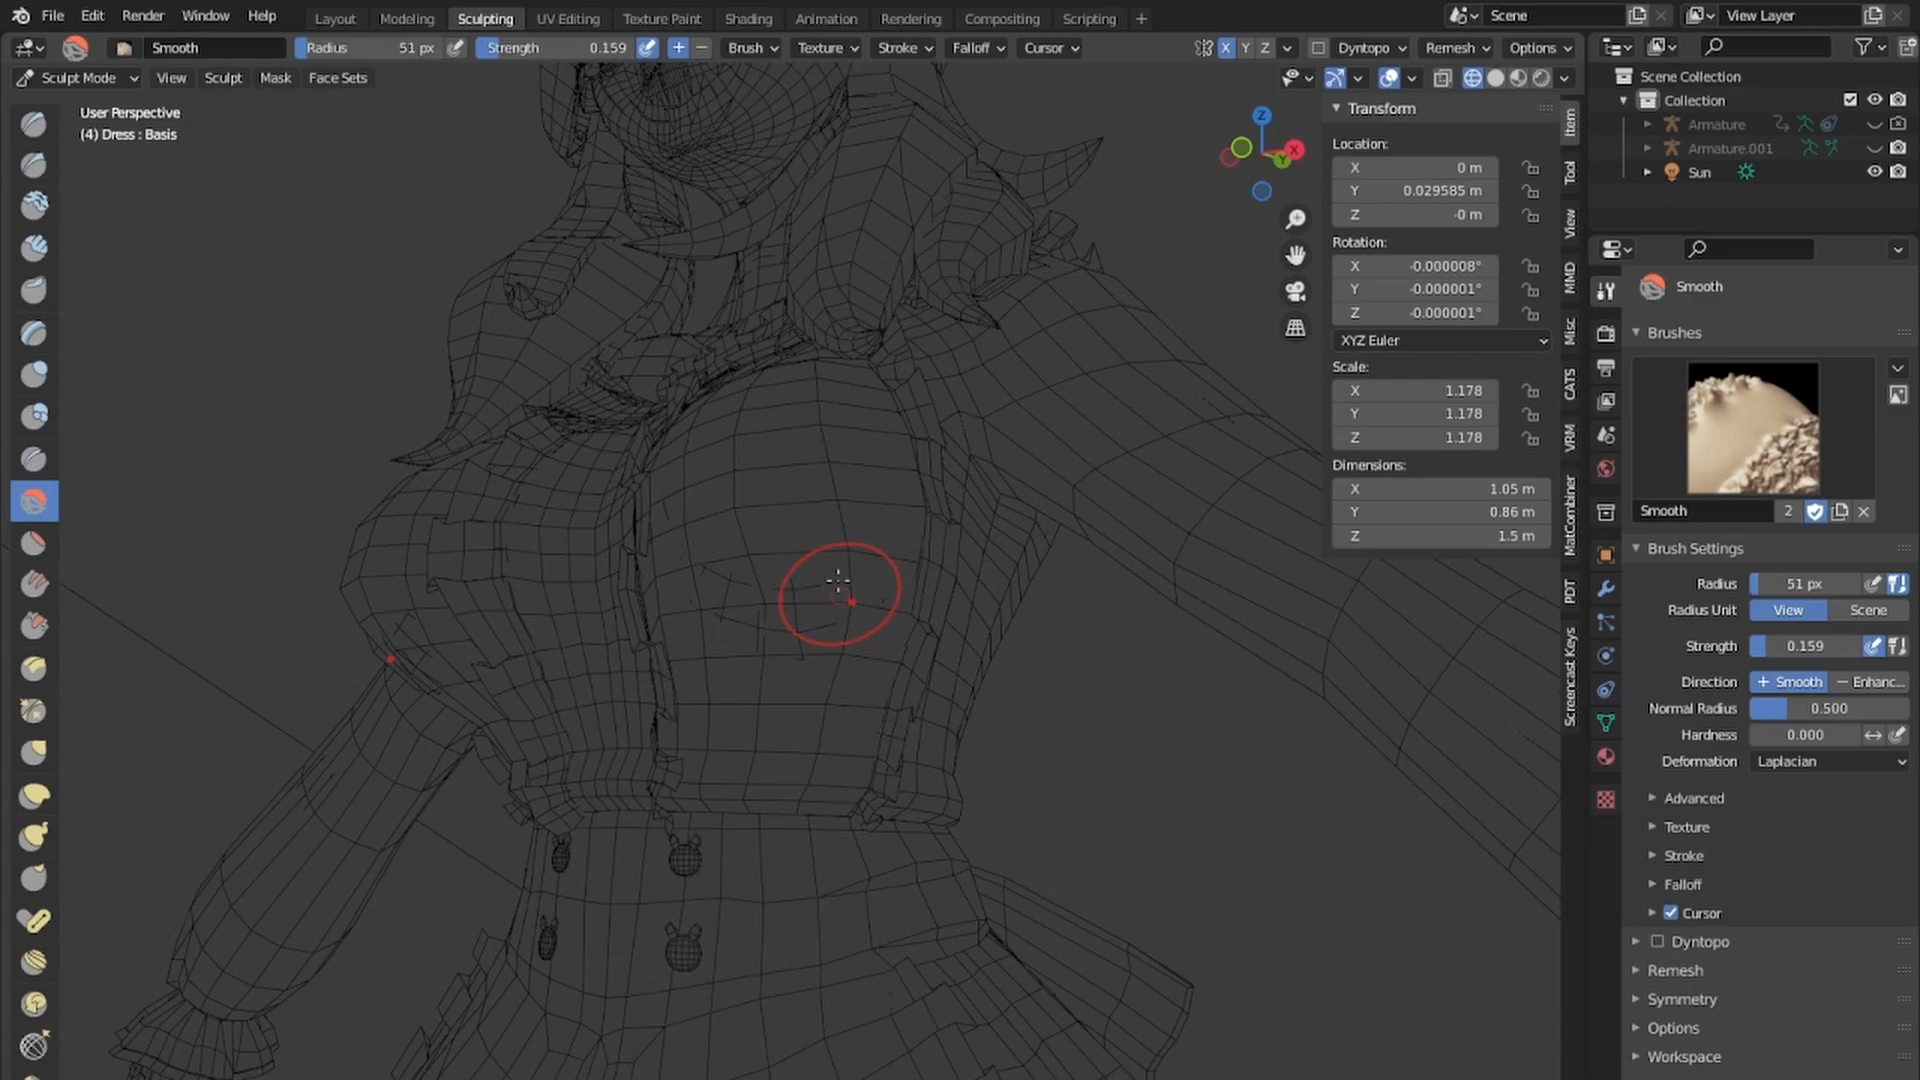 File Edit Render Window Help Layout Modeling Sculpting UV Editing Texture Paint Shading Animation Rendering Compositing Scripting + Scene View Layer
Smooth Radius 51 px Strength 0.159 Brush Texture Stroke Falloff Cursor X Y Z Dyntopo Remesh Options
Sculpt Mode View Sculpt Mask Face Sets
User Perspective
(4) Dress : Basis
Z
X
Y
Transform
Location:
X 0 m
Y 0.029585 m
Z -0 m
Rotation:
X -0.000008°
Y -0.000001°
Z -0.000001°
XYZ Euler
Scale:
X 1.178
Y 1.178
Z 1.178
Dimensions:
X 1.05 m
Y 0.86 m
Z 1.5 m
Item
Tool
View
MMD
Misc
CATS
VRM
MatCombiner
PDT
Screencast Keys
Scene Collection
Collection
Armature
Armature.001
Sun
Smooth
Brushes
Smooth 2
Brush Settings
Radius 51 px
Radius Unit View Scene
Strength 0.159
Direction + Smooth − Enhanc...
Normal Radius 0.500
Hardness 0.000
Deformation Laplacian
Advanced
Texture
Stroke
Falloff
Cursor
Dyntopo
Remesh
Symmetry
Options
Workspace